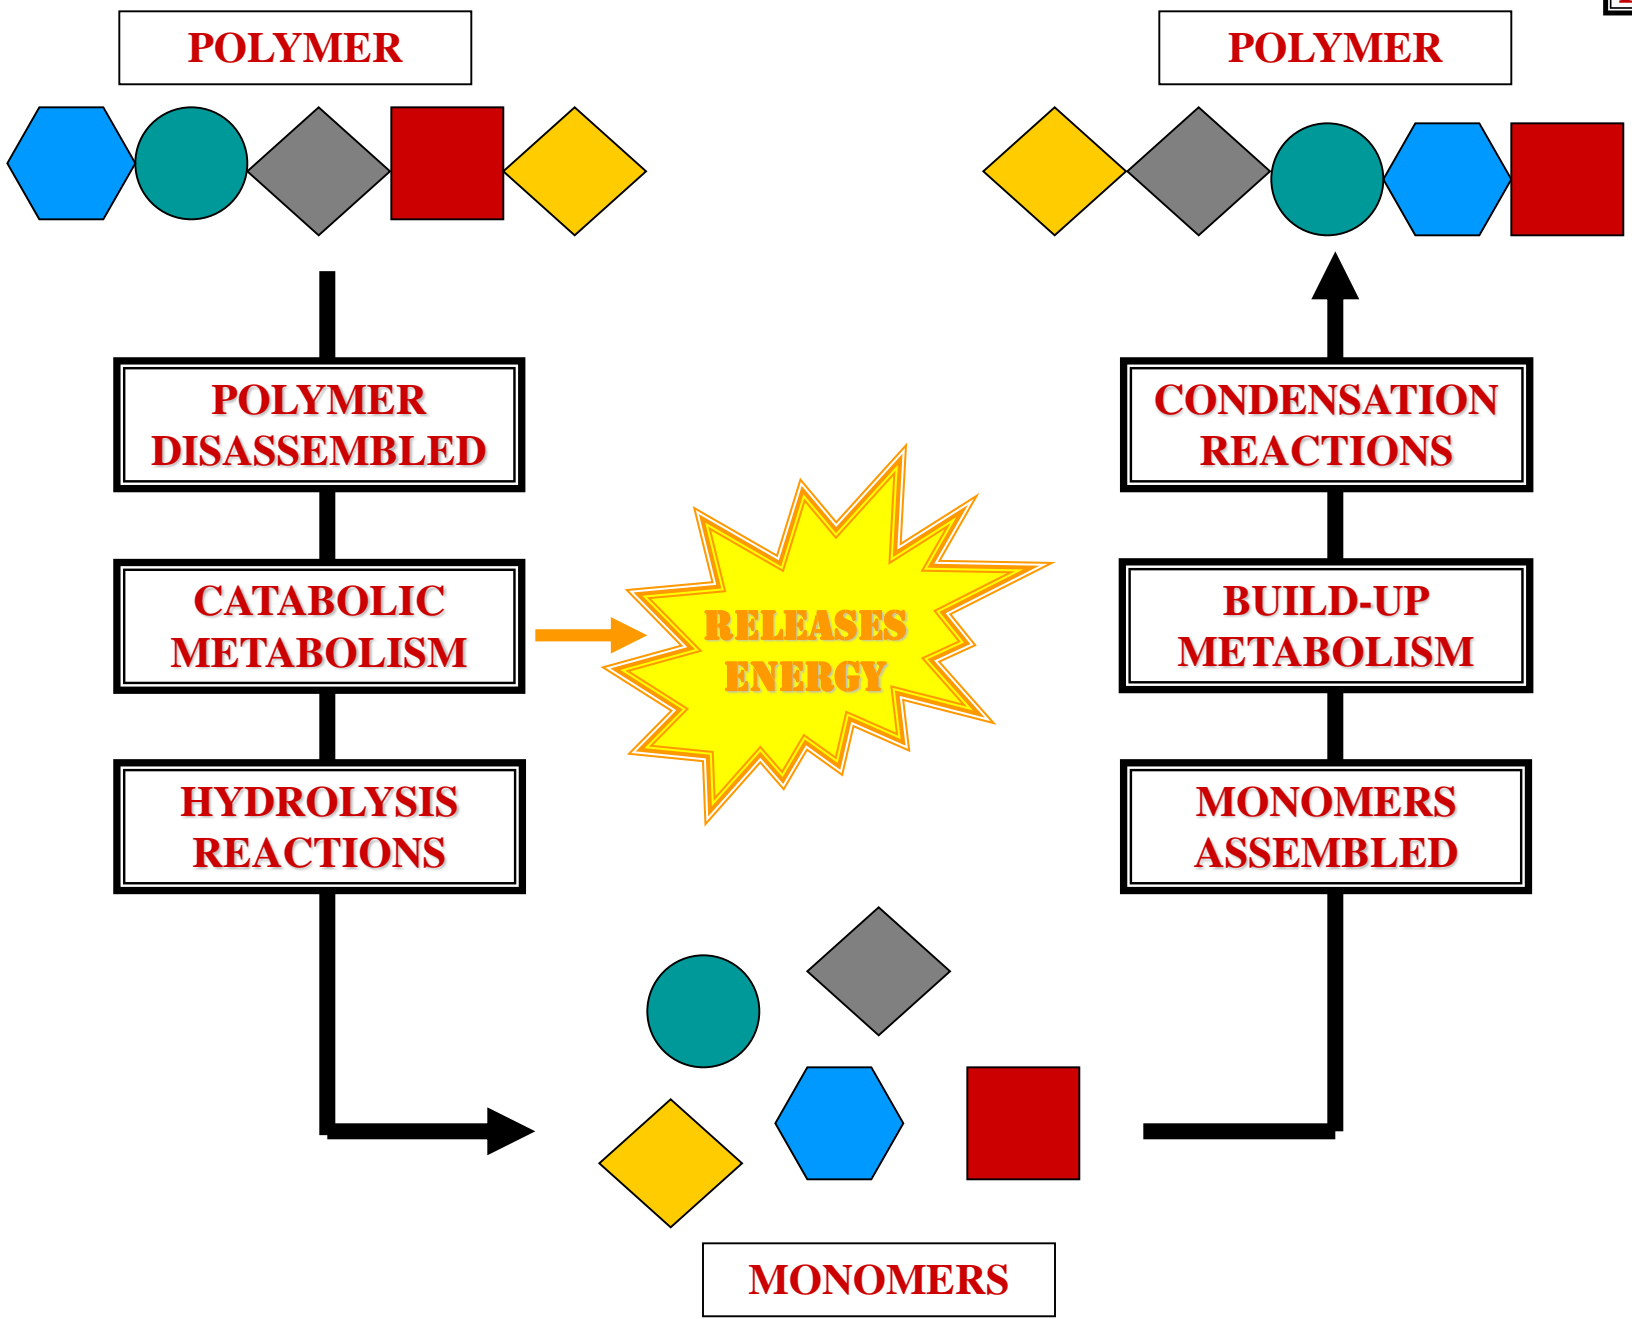 POLYMER
POLYMER
POLYMER
DISASSEMBLED
CONDENSATION
REACTIONS
CATABOLIC
METABOLISM
RELEASES
ENERGY
BUILD-UP
METABOLISM
HYDROLYSIS
REACTIONS
MONOMERS
ASSEMBLED
MONOMERS